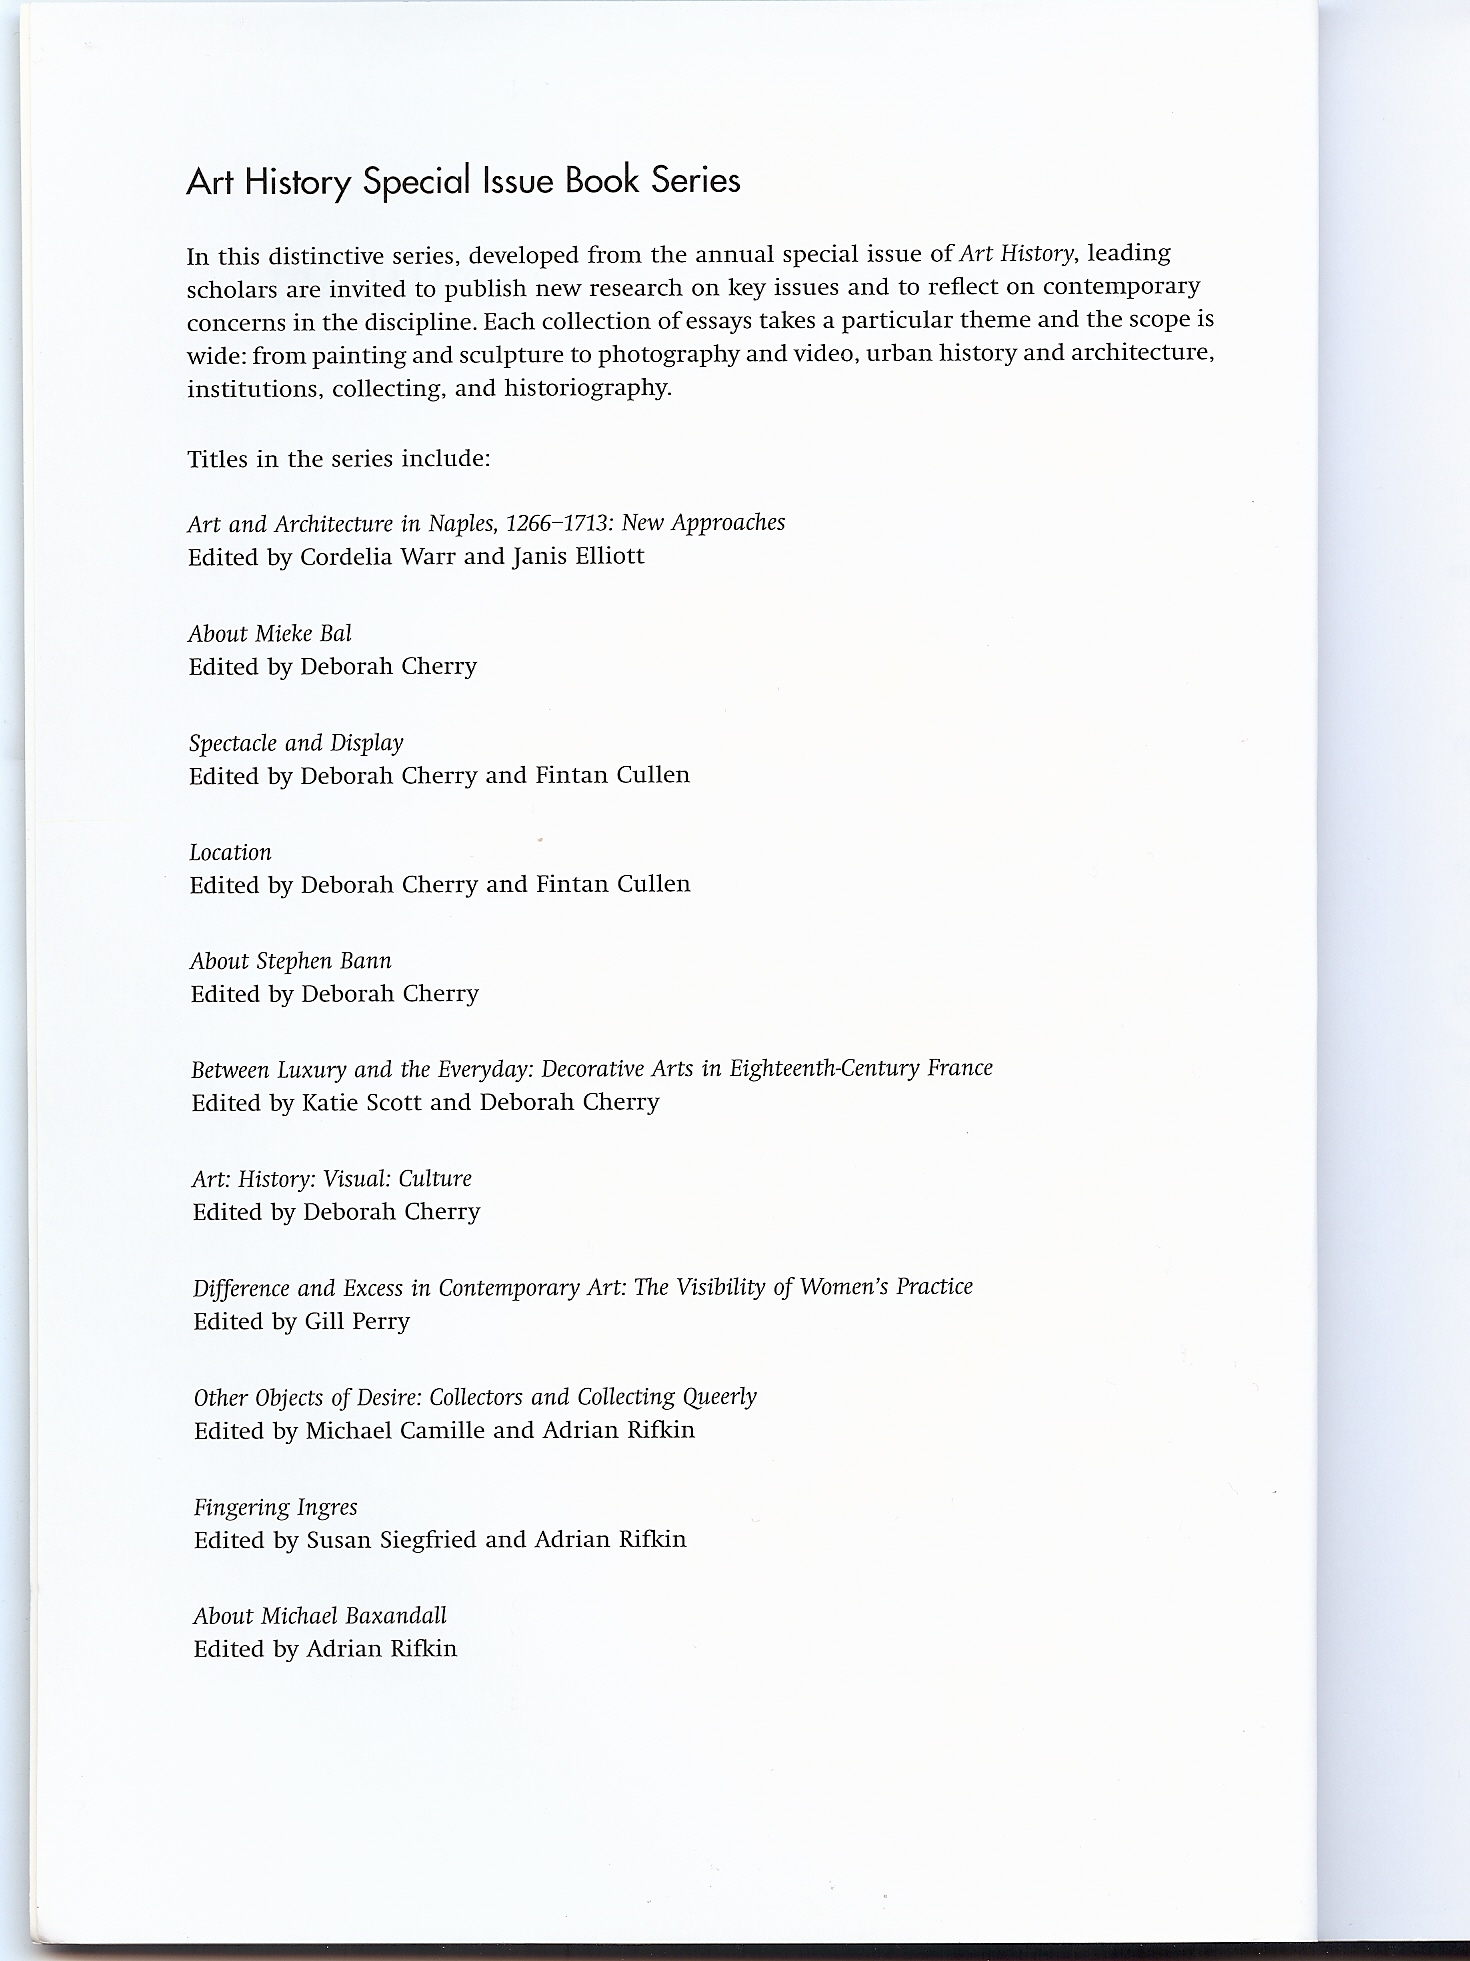 Art History Special Issue Book Series
In this distinctive series, developed from the annual special issue of Art History, leading
scholars are invited to publish new research on key issues and to reflect on contemporary
concerns in the discipline. Each collection of essays takes a particular theme and the scope is
wide: from painting and sculpture to photography and video, urban history and architecture,
institutions, collecting, and historiography.
Titles in the series include:
Art and Architecture in Naples, 1266–1713: New Approaches
Edited by Cordelia Warr and Janis Elliott
About Mieke Bal
Edited by Deborah Cherry
Spectacle and Display
Edited by Deborah Cherry and Fintan Cullen
Location
Edited by Deborah Cherry and Fintan Cullen
About Stephen Bann
Edited by Deborah Cherry
Between Luxury and the Everyday: Decorative Arts in Eighteenth-Century France
Edited by Katie Scott and Deborah Cherry
Art: History: Visual: Culture
Edited by Deborah Cherry
Difference and Excess in Contemporary Art: The Visibility of Women's Practice
Edited by Gill Perry
Other Objects of Desire: Collectors and Collecting Queerly
Edited by Michael Camille and Adrian Rifkin
Fingering Ingres
Edited by Susan Siegfried and Adrian Rifkin
About Michael Baxandall
Edited by Adrian Rifkin